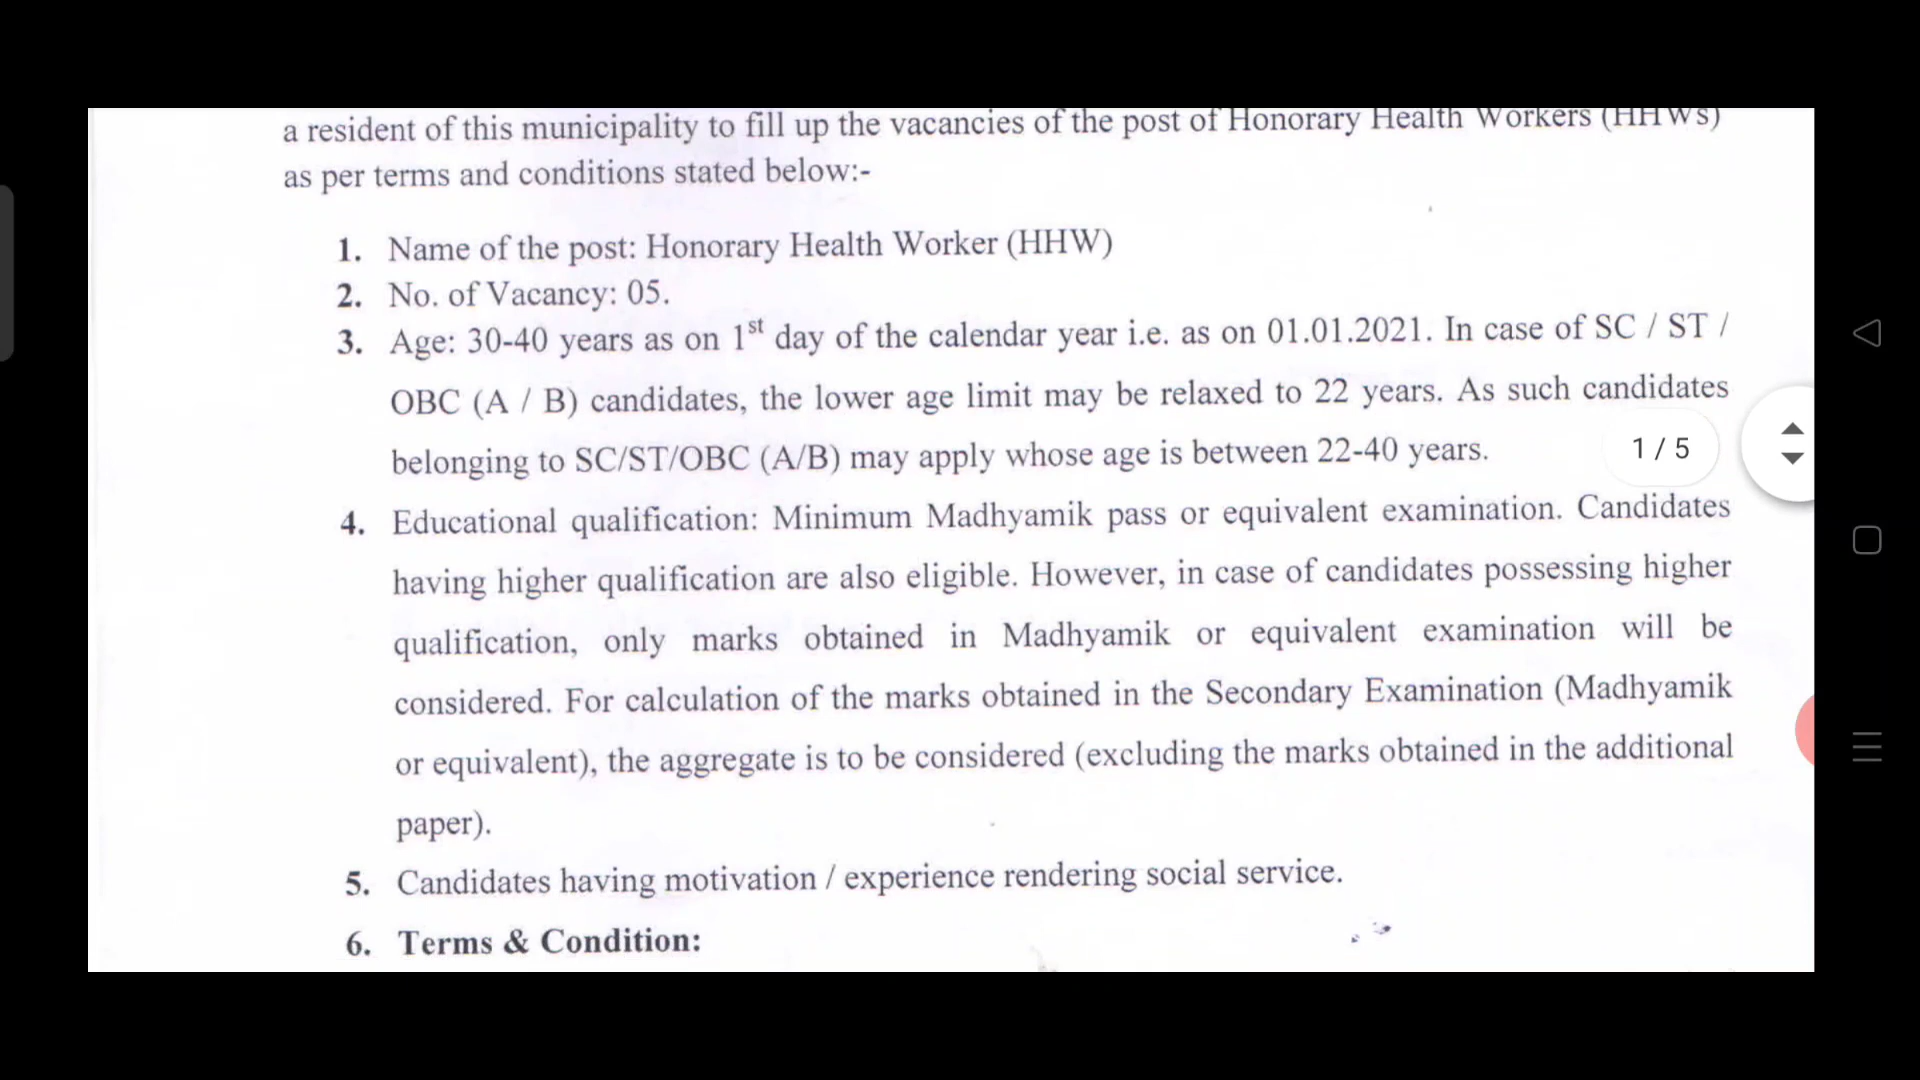 a resident of this municipality to fill up the vacancies of the post of Honorary Health Workers (HHWs)
as per terms and conditions stated below:-
1. Name of the post: Honorary Health Worker (HHW)
2. No. of Vacancy: 05.
3. Age: 30-40 years as on 1st day of the calendar year i.e. as on 01.01.2021. In case of SC / ST /
OBC (A / B) candidates, the lower age limit may be relaxed to 22 years. As such candidates
belonging to SC/ST/OBC (A/B) may apply whose age is between 22-40 years.
1 / 5
4. Educational qualification: Minimum Madhyamik pass or equivalent examination. Candidates
having higher qualification are also eligible. However, in case of candidates possessing higher
qualification, only marks obtained in Madhyamik or equivalent examination will be
considered. For calculation of the marks obtained in the Secondary Examination (Madhyamik
or equivalent), the aggregate is to be considered (excluding the marks obtained in the additional
paper).
5. Candidates having motivation / experience rendering social service.
6. Terms & Condition: